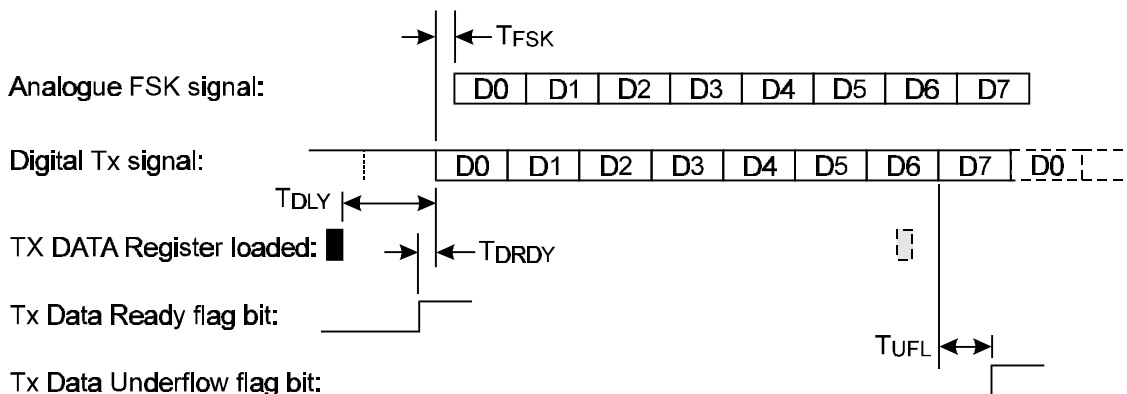 TFSK
Analogue FSK signal: D0 D1 D2 D3 D4 D5 D6 D7
Digital Tx signal: D0 D1 D2 D3 D4 D5 D6 D7 D0
TDLY
TX DATA Register loaded:
TDRDY
Tx Data Ready flag bit:
TUFL
Tx Data Underflow flag bit: